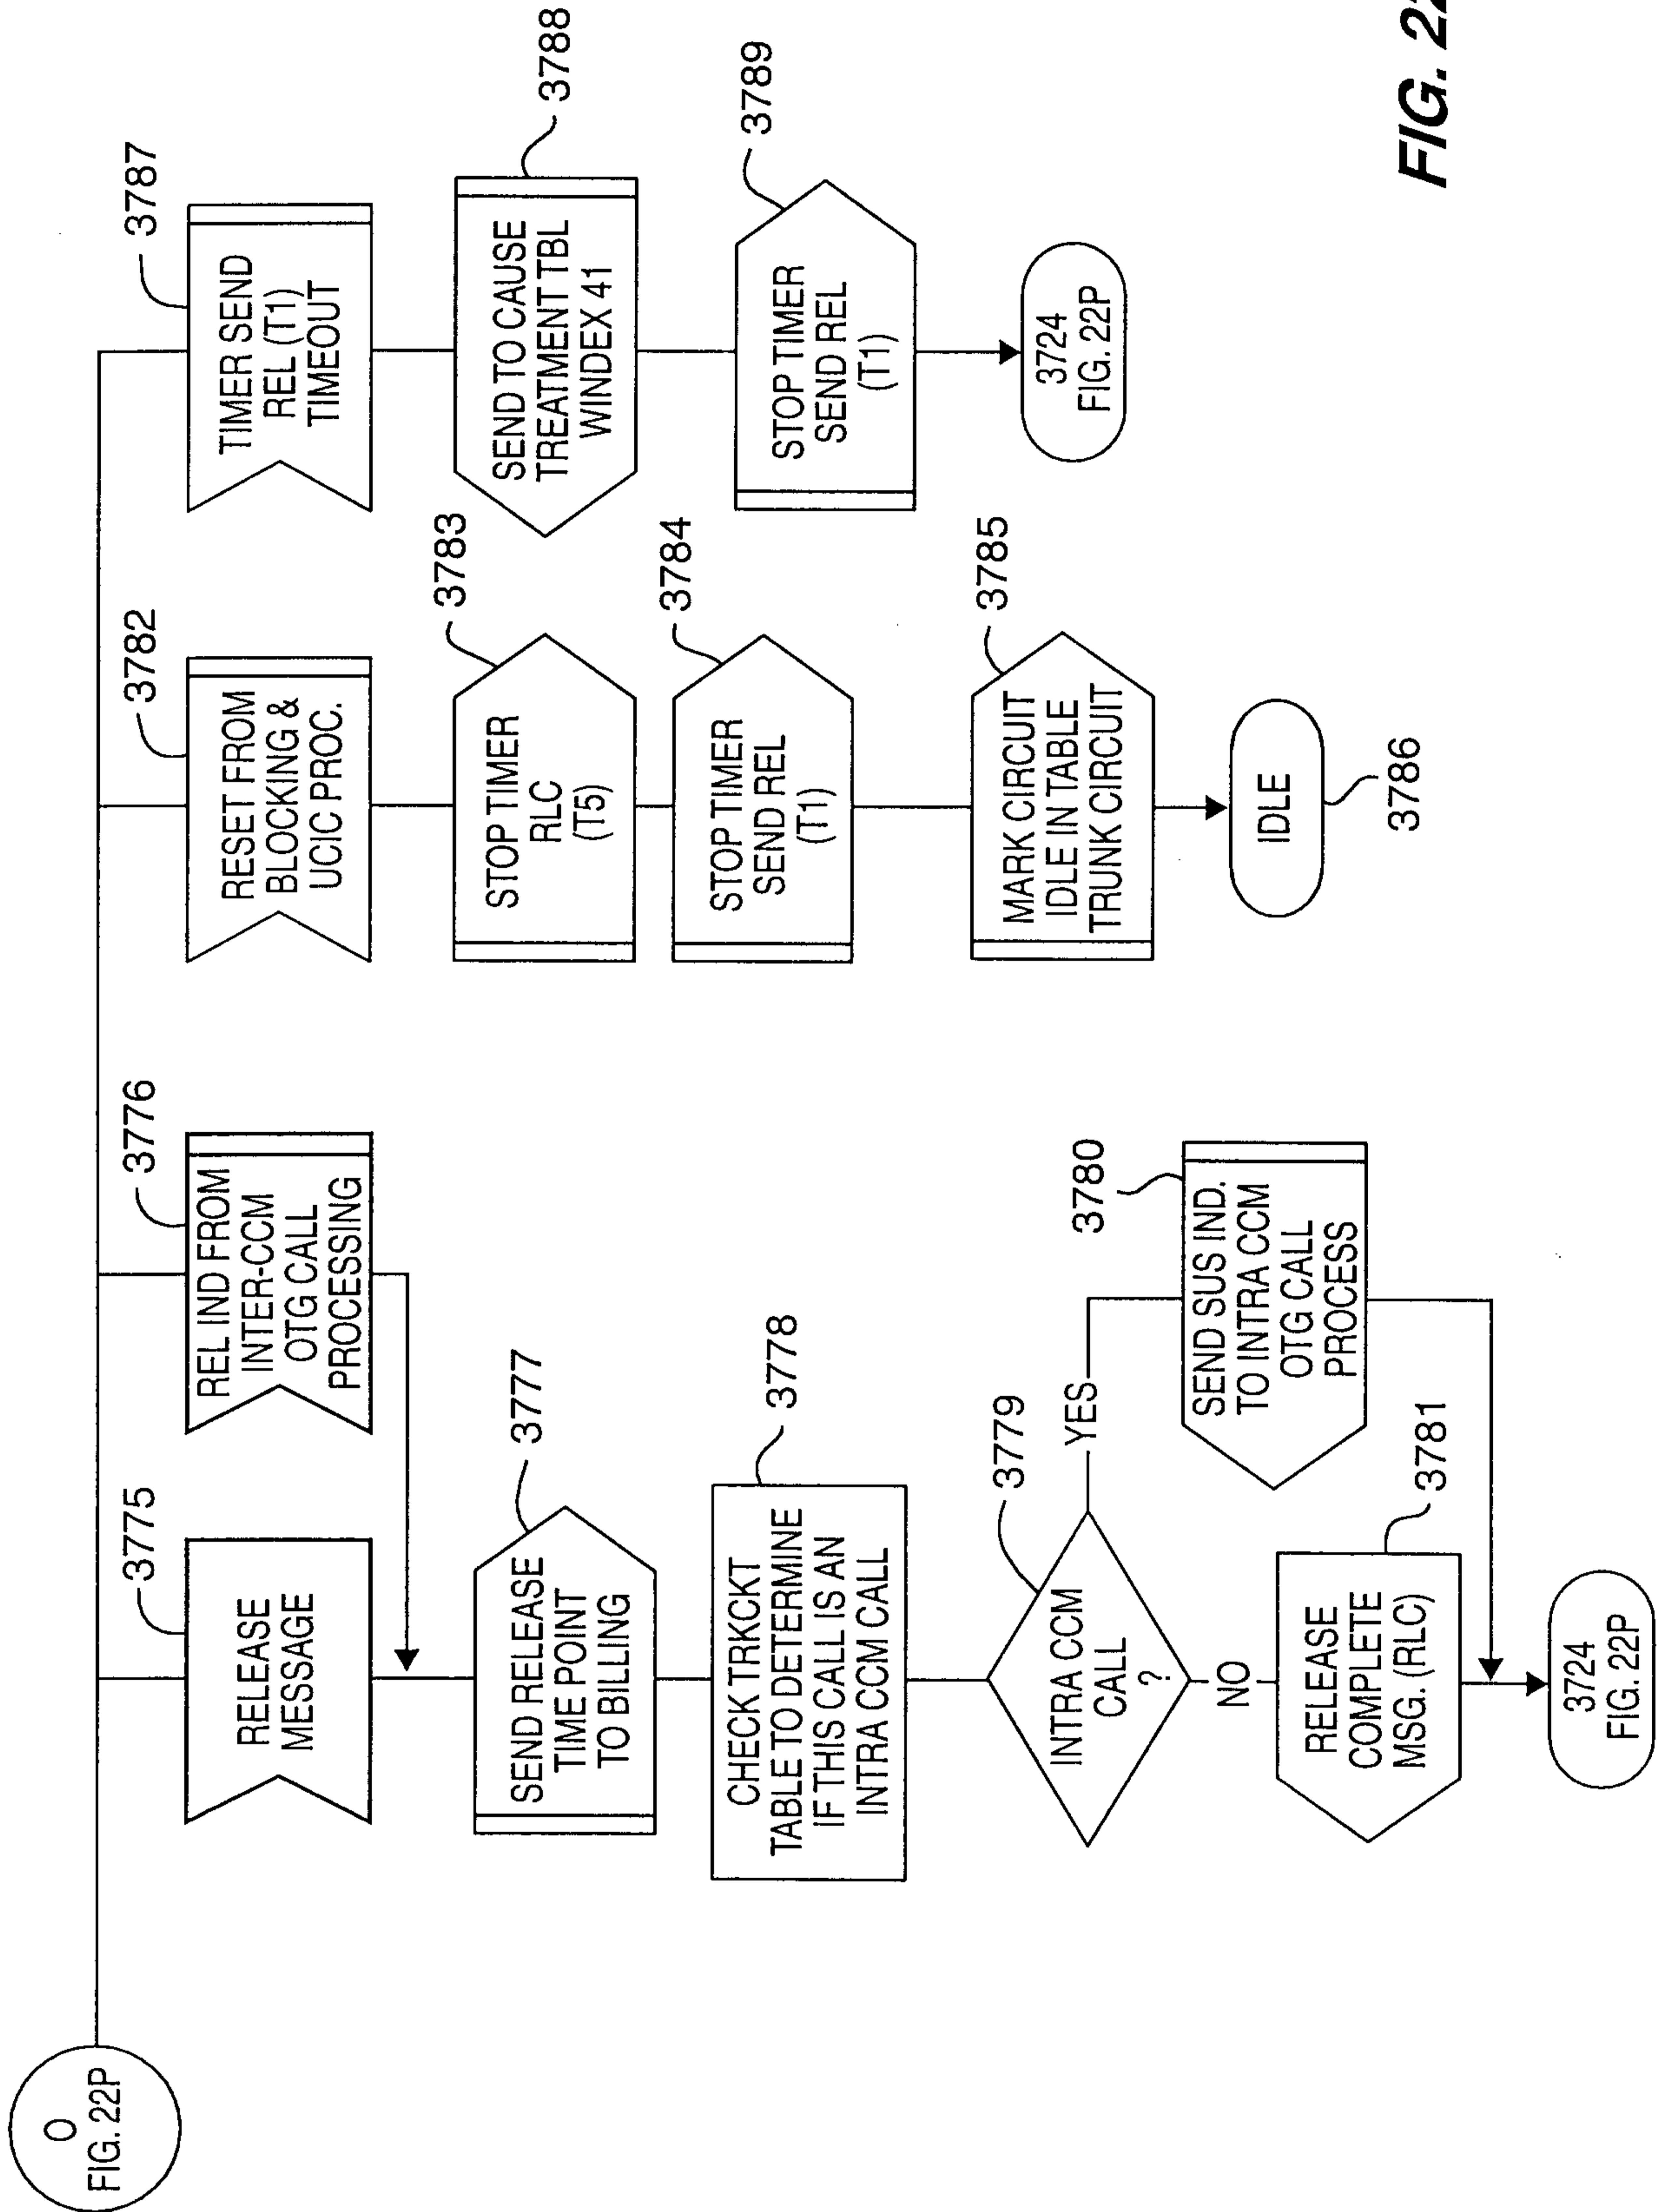 O
FIG. 22P
3775
RELEASE
MESSAGE
3776
REL IND FROM
INTER-CCM
OTG CALL
PROCESSING
3777
SEND RELEASE
TIME POINT
TO BILLING
3778
CHECK TRKCKT
TABLE TO DETERMINE
IF THIS CALL IS AN
INTRA CCM CALL
3779
INTRA CCM
CALL
?
YES
NO
3780
SEND SUS IND.
TO INTRA CCM
OTG CALL
PROCESS
3781
RELEASE
COMPLETE
MSG. (RLC)
3724
FIG. 22P
3782
RESET FROM
BLOCKING &
UCIC PROC.
3783
STOP TIMER
RLC
(T5)
3784
STOP TIMER
SEND REL
(T1)
3785
MARK CIRCUIT
IDLE IN TABLE
TRUNK CIRCUIT
IDLE
3786
3787
TIMER SEND
REL (T1)
TIMEOUT
3788
SEND TO CAUSE
TREATMENT TBL
WINDEX 41
3789
STOP TIMER
SEND REL
(T1)
3724
FIG. 22P
FIG. 22